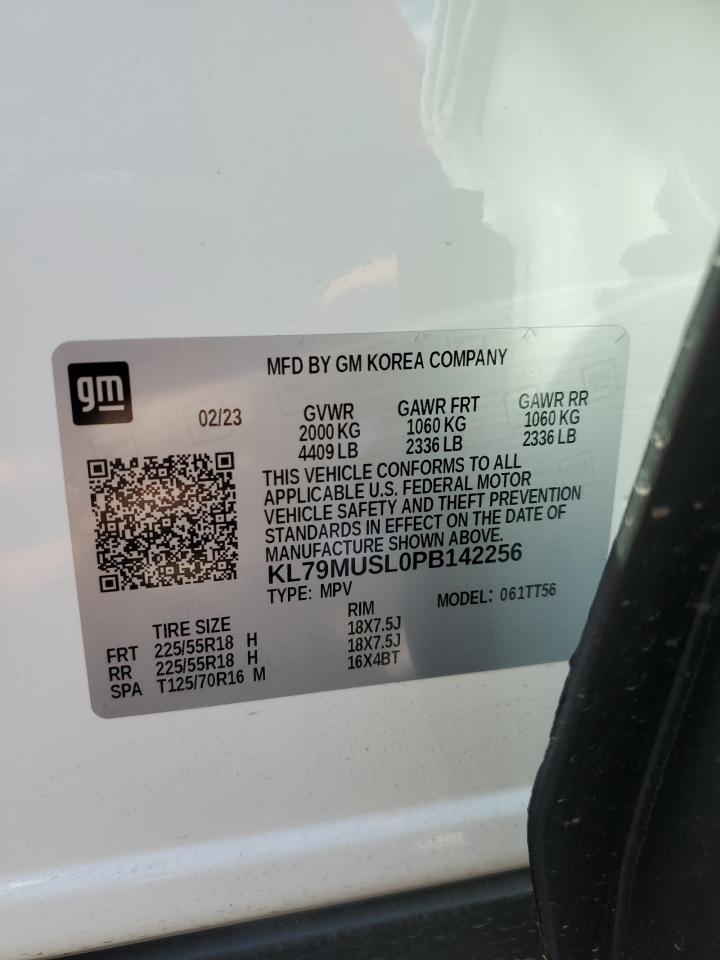 gm
MFD BY GM KOREA COMPANY
02/23
GVWR GAWR FRT GAWR RR
2000 KG 1060 KG 1060 KG
4409 LB 2336 LB 2336 LB
THIS VEHICLE CONFORMS TO ALL
APPLICABLE U.S. FEDERAL MOTOR
VEHICLE SAFETY AND THEFT PREVENTION
STANDARDS IN EFFECT ON THE DATE OF
MANUFACTURE SHOWN ABOVE.
KL79MUSL0PB142256
TYPE: MPV MODEL: 061TT56
TIRE SIZE RIM
FRT 225/55R18 H 18X7.5J
RR 225/55R18 H 18X7.5J
SPA T125/70R16 M 16X4BT